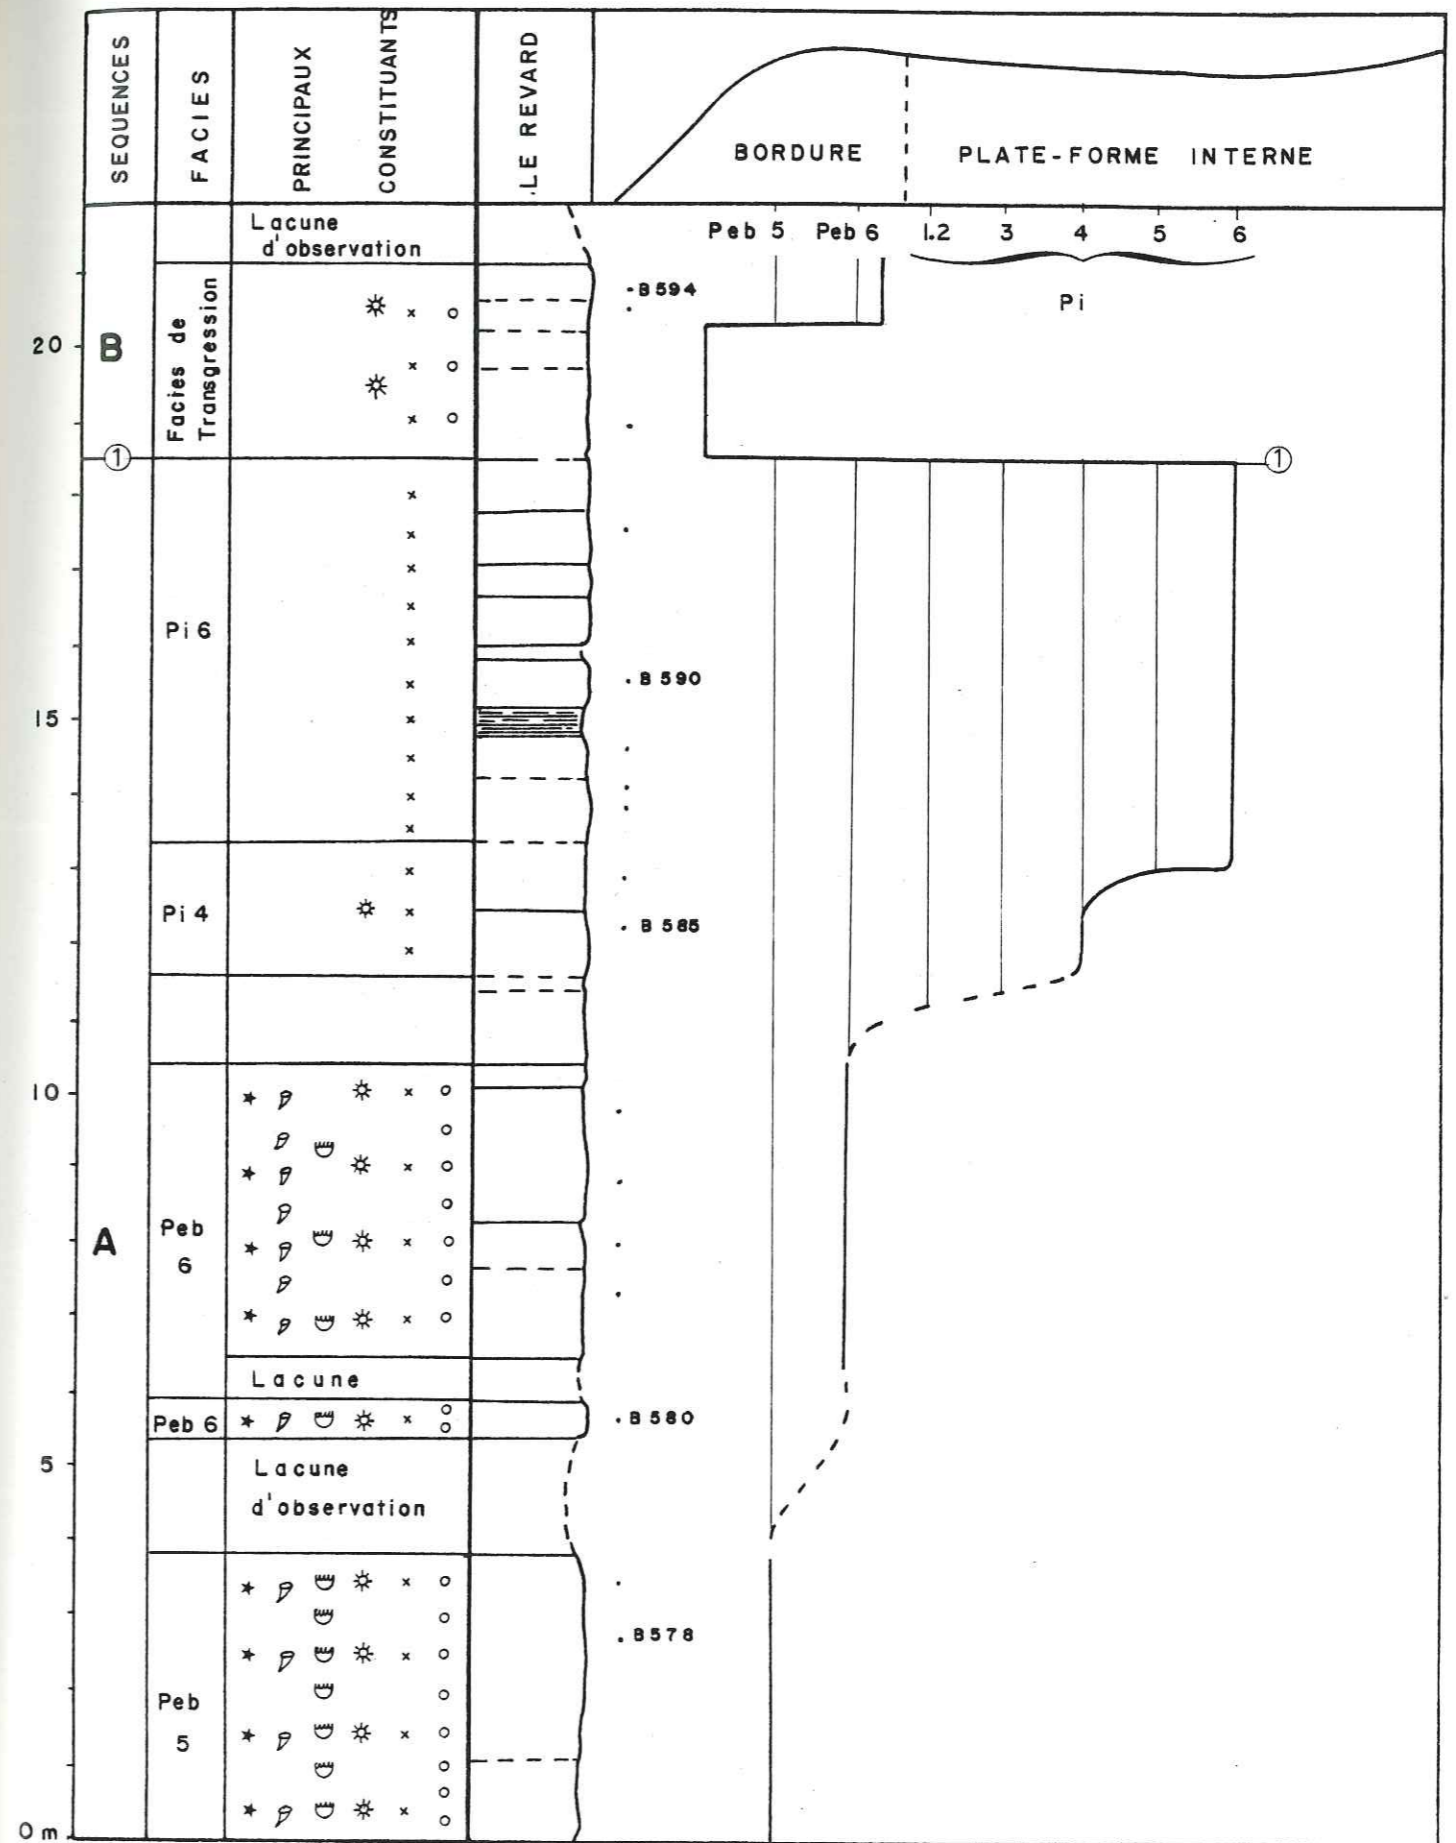 SEQUENCES
FACIES
PRINCIPAUX
CONSTITUANTS
LE REVARD
BORDURE
PLATE-FORME INTERNE
Lacune
d'observation
Peb 5 Peb 6 1.2 3 4 5 6
Pi
Facies de
Transgression
B594
20
B
1
1
Pi 6
B 590
15
Pi 4
B 585
10
A
Peb
6
Lacune
Peb 6
B 580
5
Lacune
d'observation
B578
Peb
5
0 m